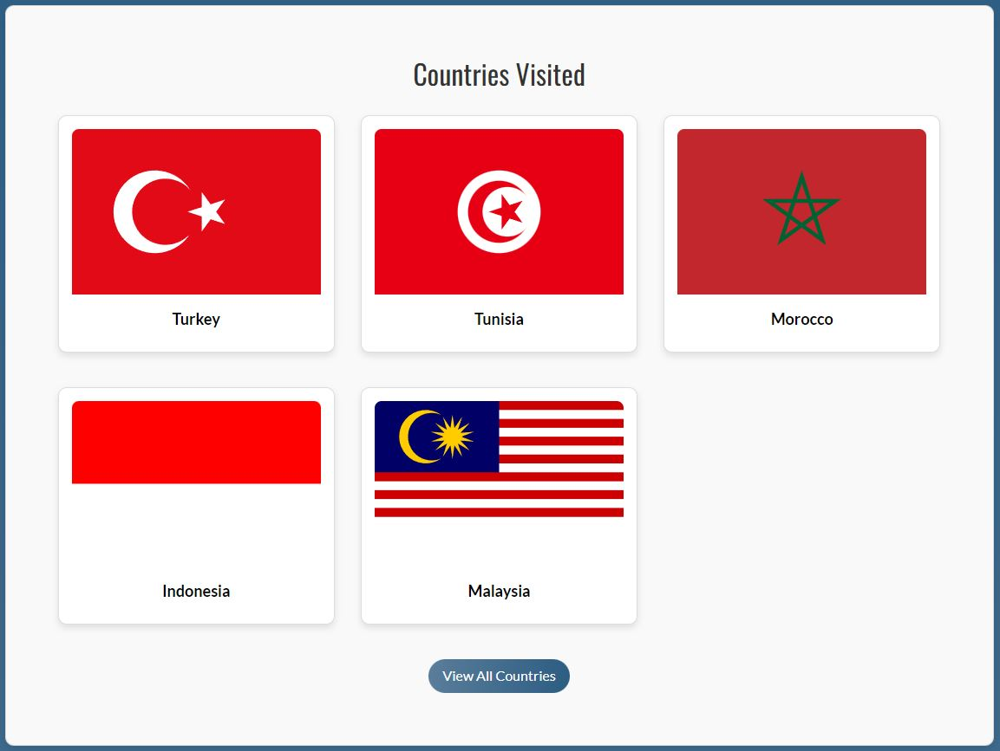 Countries Visited
Turkey
Tunisia
Morocco
Indonesia
Malaysia
View All Countries